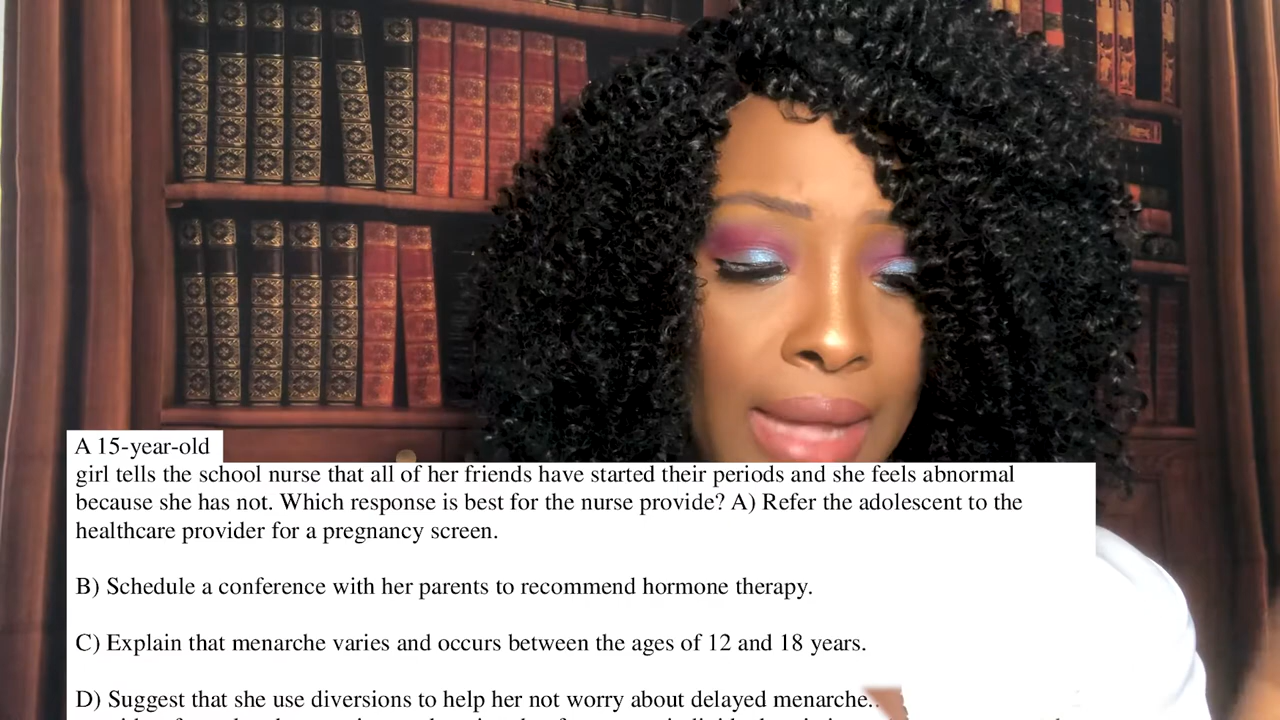 A 15-year-old
girl tells the school nurse that all of her friends have started their periods and she feels abnormal
because she has not. Which response is best for the nurse provide? A) Refer the adolescent to the
healthcare provider for a pregnancy screen.
B) Schedule a conference with her parents to recommend hormone therapy.
C) Explain that menarche varies and occurs between the ages of 12 and 18 years.
D) Suggest that she use diversions to help her not worry about delayed menarche.